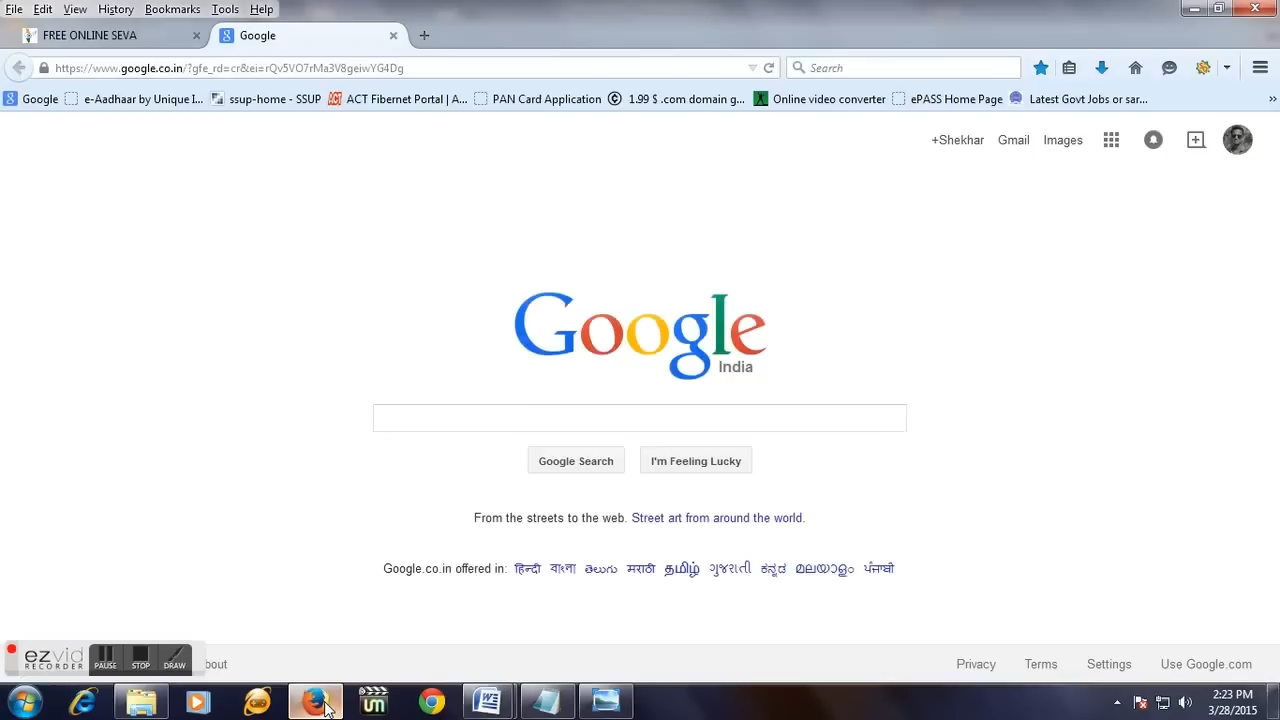 File Edit View History Bookmarks Tools Help
FREE ONLINE SEVA Google
https://www.google.co.in/?gfe_rd=cr&ei=rQv5VO7rMa3V8geiwYG4Dg Search
Google e-Aadhaar by Unique I... ssup-home - SSUP ACT Fibernet Portal | A... PAN Card Application 1.99 $ .com domain g... Online video converter ePASS Home Page Latest Govt Jobs or sar... »
+Shekhar Gmail Images
Google
India
Google Search I'm Feeling Lucky
From the streets to the web. Street art from around the world.
Google.co.in offered in: हिन्दी বাংলা తెలుగు मराठी தமிழ் ગુજરાતી ಕನ್ನಡ മലയാളം ਪੰਜਾਬੀ
ezvid
RECORDER PAUSE STOP DRAW bout Privacy Terms Settings Use Google.com
um
2:23 PM
3/28/2015